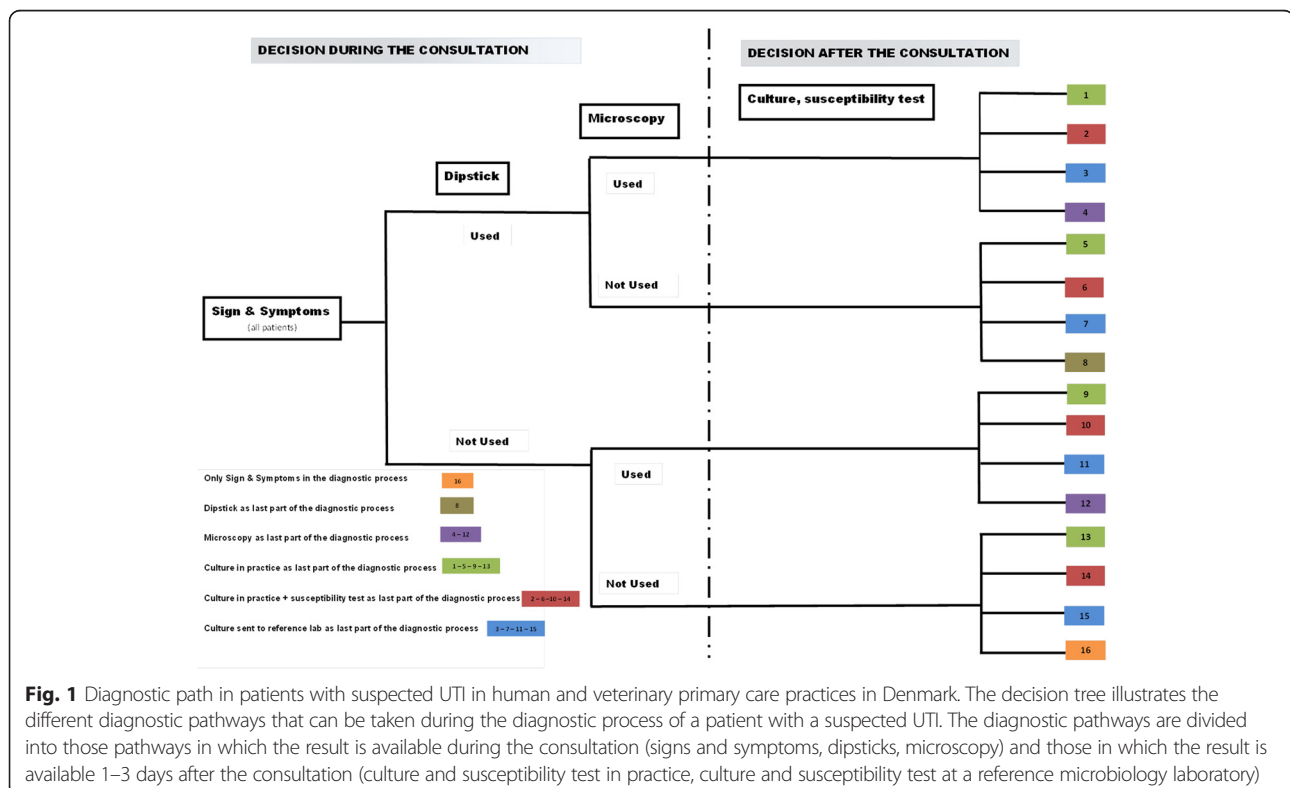 DECISION DURING THE CONSULTATION
DECISION AFTER THE CONSULTATION
Culture, susceptibility test
Microscopy
Dipstick
Sign & Symptoms
(all patients)
Used
Not Used
Used
Not Used
Used
Not Used
1
2
3
4
5
6
7
8
9
10
11
12
13
14
15
16
Only Sign & Symptoms in the diagnostic process 16
Dipstick as last part of the diagnostic process 8
Microscopy as last part of the diagnostic process 4 – 12
Culture in practice as last part of the diagnostic process 1 – 5 – 9 – 13
Culture in practice + susceptibility test as last part of the diagnostic process 2 – 6 – 10 – 14
Culture sent to reference lab as last part of the diagnostic process 3 – 7 – 11 – 15
Fig. 1 Diagnostic path in patients with suspected UTI in human and veterinary primary care practices in Denmark. The decision tree illustrates the
different diagnostic pathways that can be taken during the diagnostic process of a patient with a suspected UTI. The diagnostic pathways are divided
into those pathways in which the result is available during the consultation (signs and symptoms, dipsticks, microscopy) and those in which the result is
available 1–3 days after the consultation (culture and susceptibility test in practice, culture and susceptibility test at a reference microbiology laboratory)